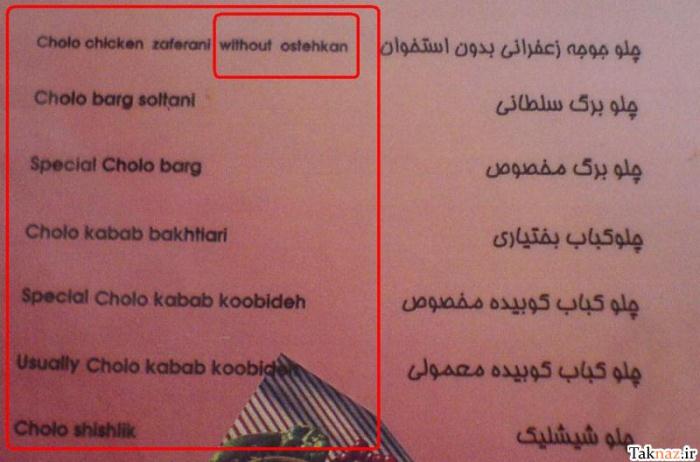 Cholo chicken zaferani without ostehkan چلو جوجه زعفرانی بدون استخوان
Cholo barg soltani چلو برگ سلطانی
Special Cholo barg چلو برگ مخصوص
Cholo kabab bakhtiari چلوکباب بختیاری
Special Cholo kabab koobideh چلو کباب کوبیده مخصوص
Usually Cholo kabab koobideh چلو کباب کوبیده معمولی
Cholo shishlik چلو شیشلیک
Taknaz.ir